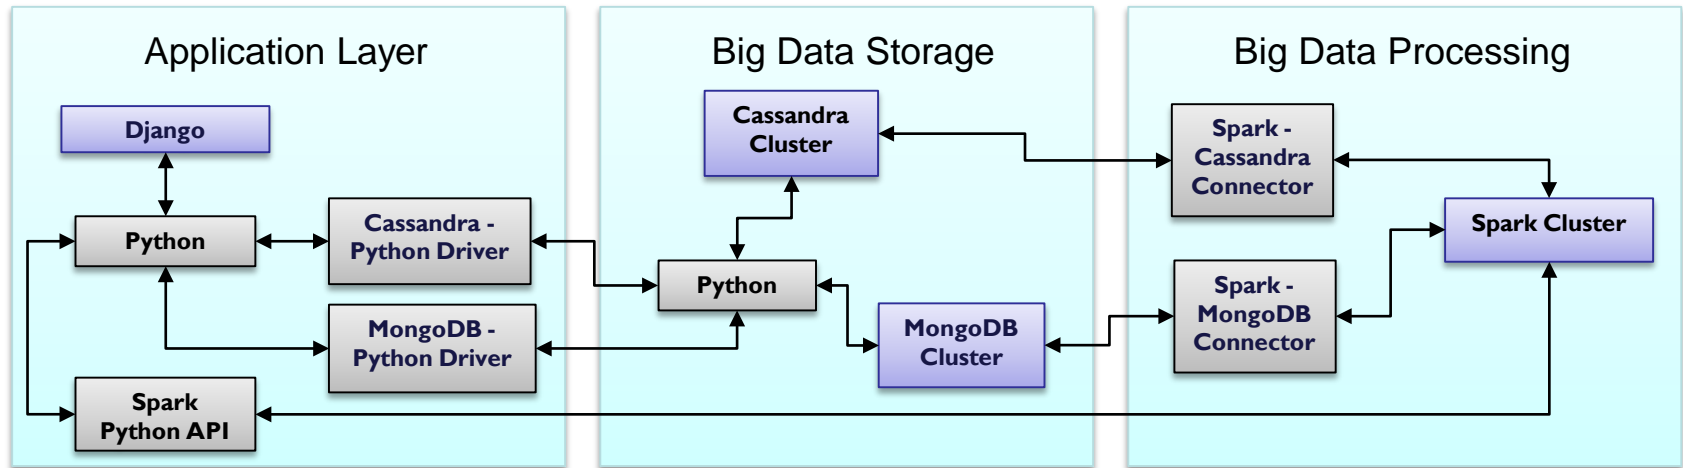 Application Layer
Django
Python
Cassandra -
Python Driver
MongoDB -
Python Driver
Spark
Python API
Big Data Storage
Cassandra
Cluster
Python
MongoDB
Cluster
Big Data Processing
Spark -
Cassandra
Connector
Spark Cluster
Spark -
MongoDB
Connector